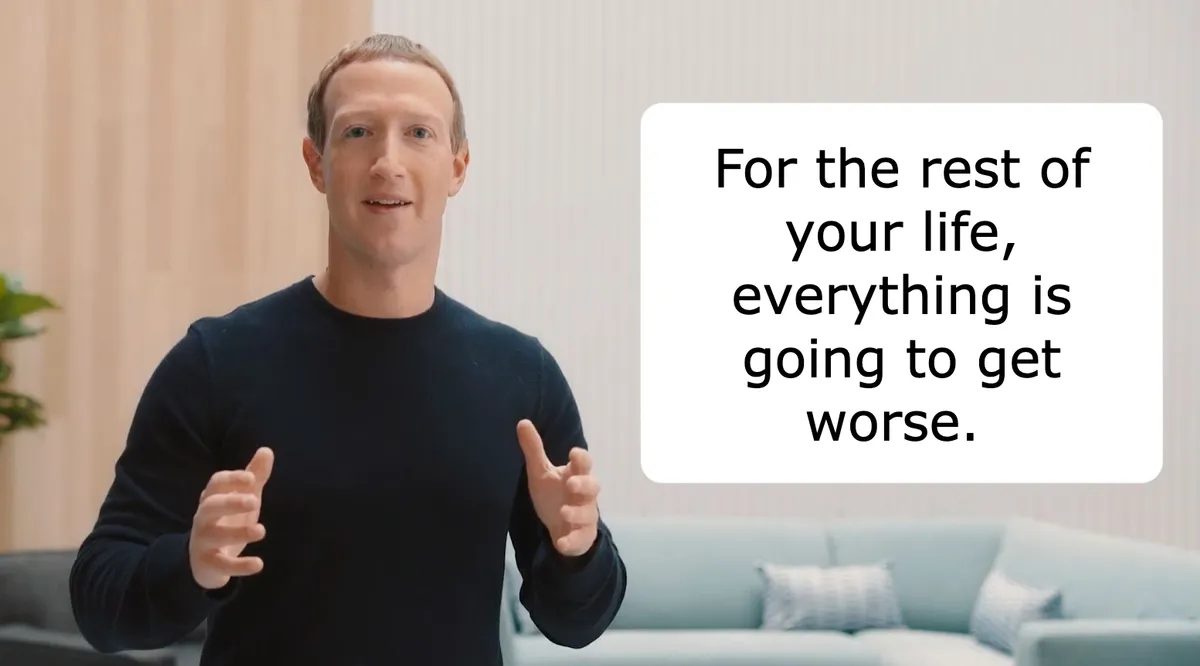 For the rest of
your life,
everything is
going to get
worse.